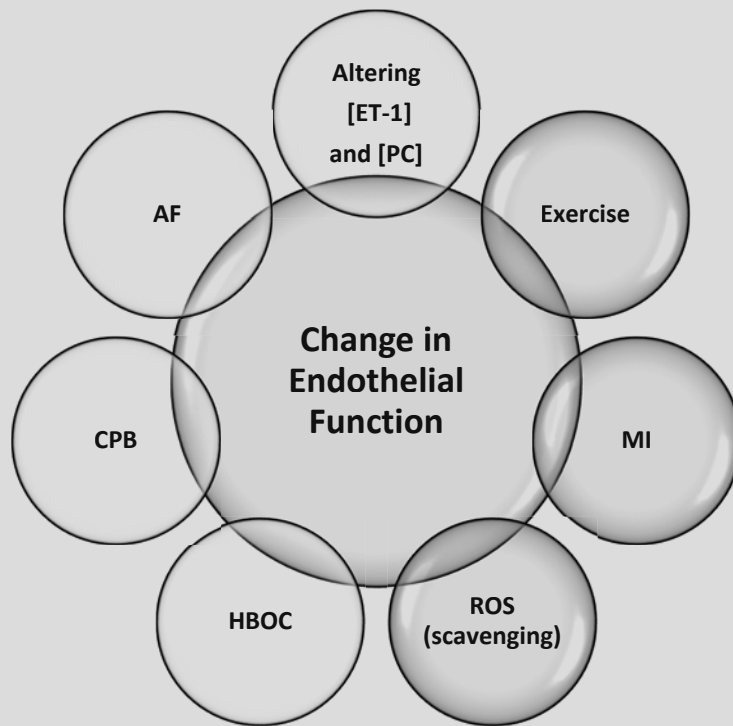 Altering
[ET-1]
and [PC]
Exercise
MI
ROS
(scavenging)
HBOC
CPB
AF
Change in
Endothelial
Function